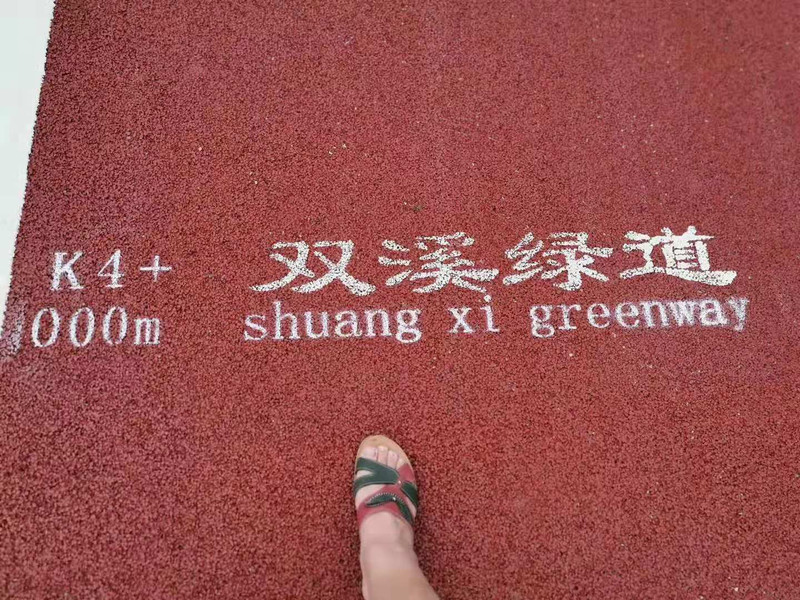 K4+
000m
双溪绿道
shuang xi greenway